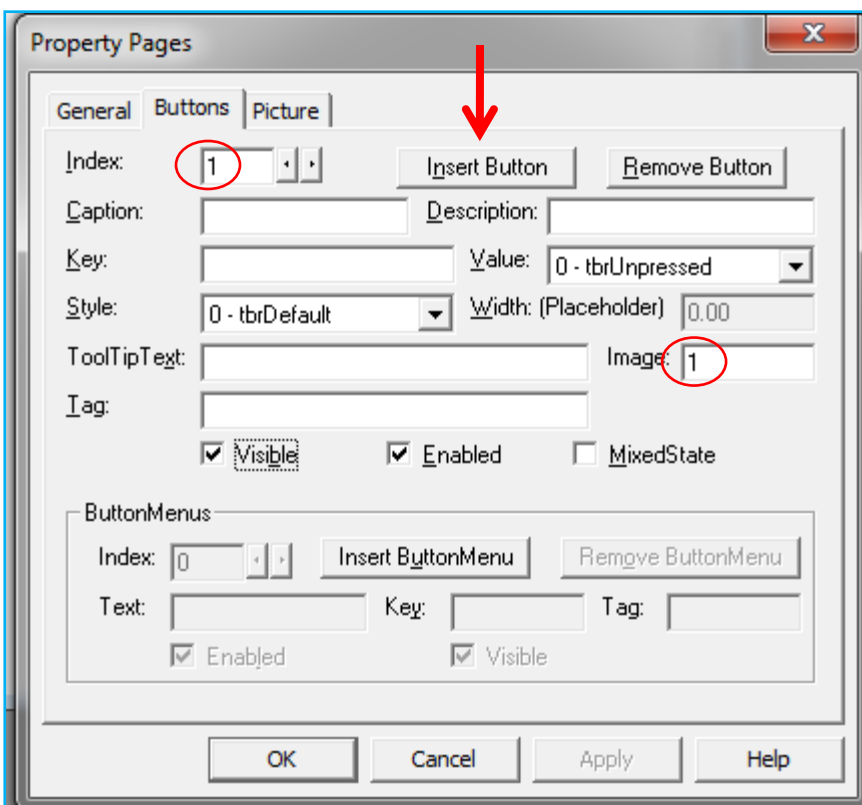 Property Pages
x
General Buttons Picture
Index: 1 Insert Button Remove Button
Caption: Description:
Key: Value: 0 - tbrUnpressed
Style: 0 - tbrDefault Width: (Placeholder) 0.00
ToolTipText: Image: 1
Tag:
Visible Enabled MixedState
ButtonMenus
Index: 0 Insert ButtonMenu Remove ButtonMenu
Text: Key: Tag:
Enabled Visible
OK Cancel Apply Help